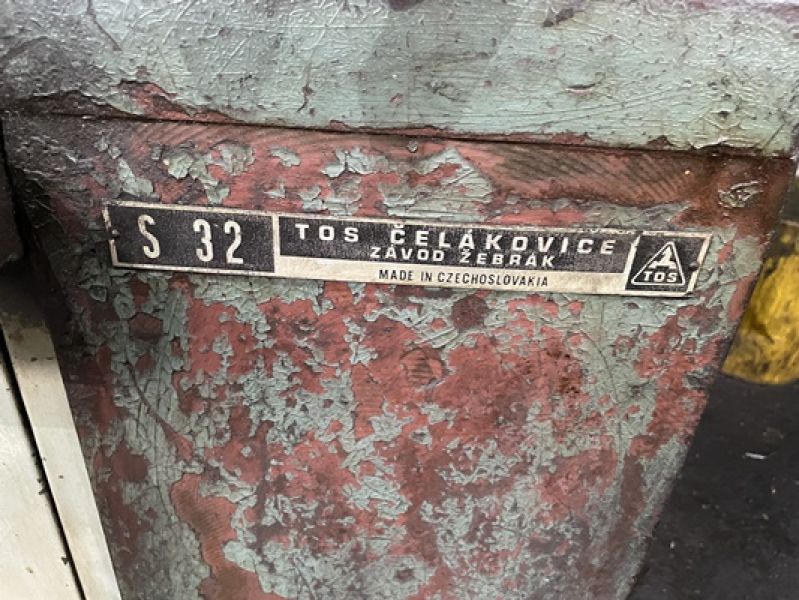 S 32
TOS ČELÁKOVICE
ZÁVOD ŽEBRÁK
MADE IN CZECHOSLOVAKIA
TOS